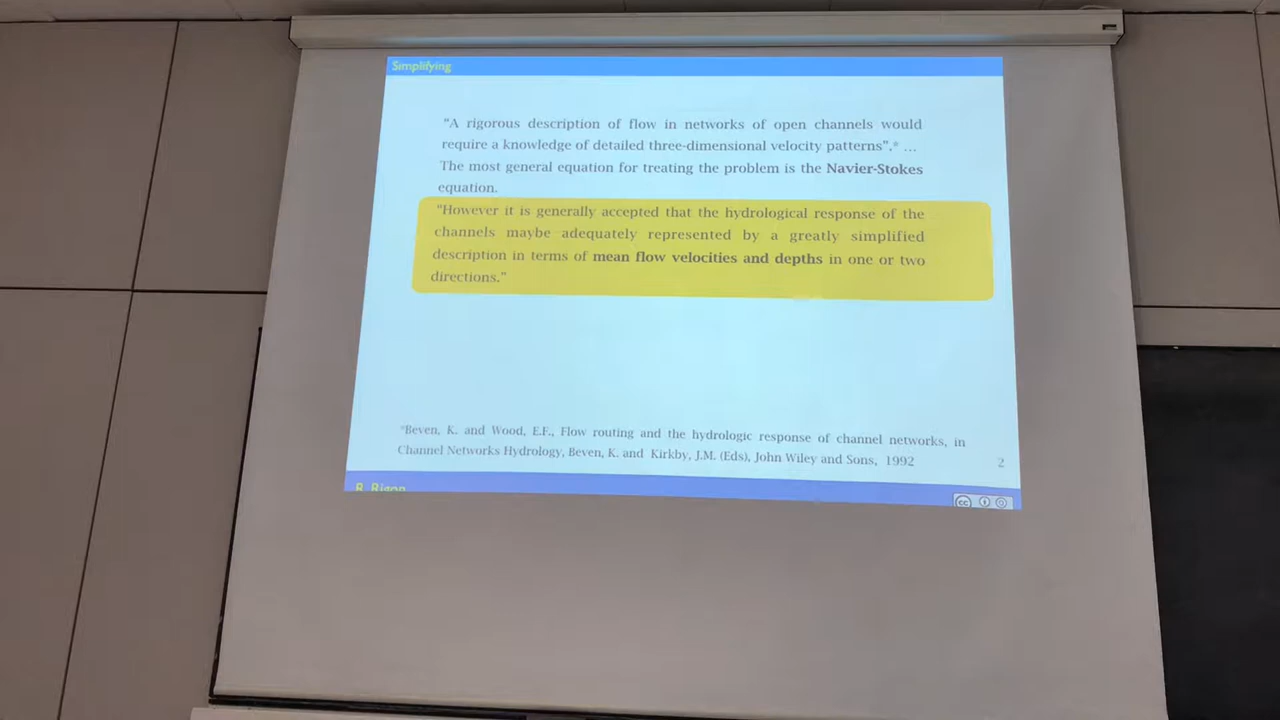 Simplifying
"A rigorous description of flow in networks of open channels would
require a knowledge of detailed three-dimensional velocity patterns",* ...
The most general equation for treating the problem is the Navier-Stokes
equation.
"However it is generally accepted that the hydrological response of the
channels maybe adequately represented by a greatly simplified
description in terms of mean flow velocities and depths in one or two
directions."
*Beven, K. and Wood, E.F., Flow routing and the hydrologic response of channel networks, in
Channel Networks Hydrology, Beven, K. and Kirkby, J.M. (Eds), John Wiley and Sons, 1992
2
R. Rigon
cc